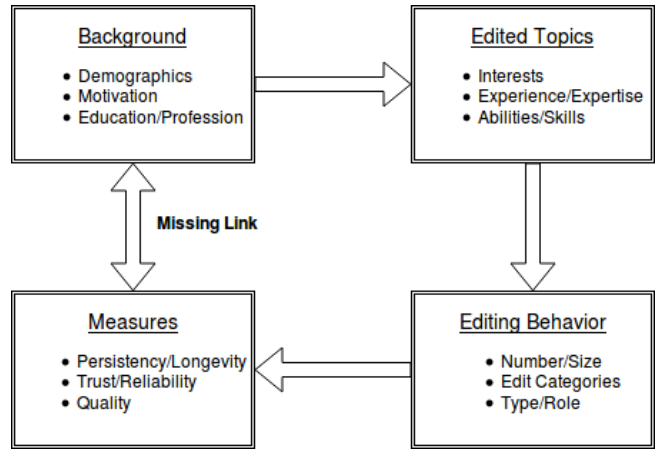 Background
• Demographics
• Motivation
• Education/Profession
Edited Topics
• Interests
• Experience/Expertise
• Abilities/Skills
Missing Link
Measures
• Persistency/Longevity
• Trust/Reliability
• Quality
Editing Behavior
• Number/Size
• Edit Categories
• Type/Role